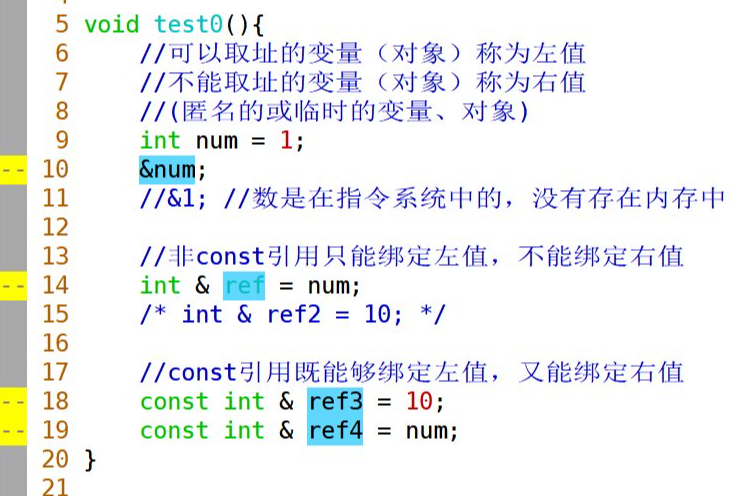 5 void test0(){
6     //可以取址的变量（对象）称为左值
7     //不能取址的变量（对象）称为右值
8     //(匿名的或临时的变量、对象)
9     int num = 1;
-- 10     &num;
11     //&1; //数是在指令系统中的，没有存在内存中
12
13     //非const引用只能绑定左值，不能绑定右值
-- 14     int & ref = num;
15     /* int & ref2 = 10; */
16
17     //const引用既能够绑定左值，又能绑定右值
-- 18     const int & ref3 = 10;
-- 19     const int & ref4 = num;
20 }
21